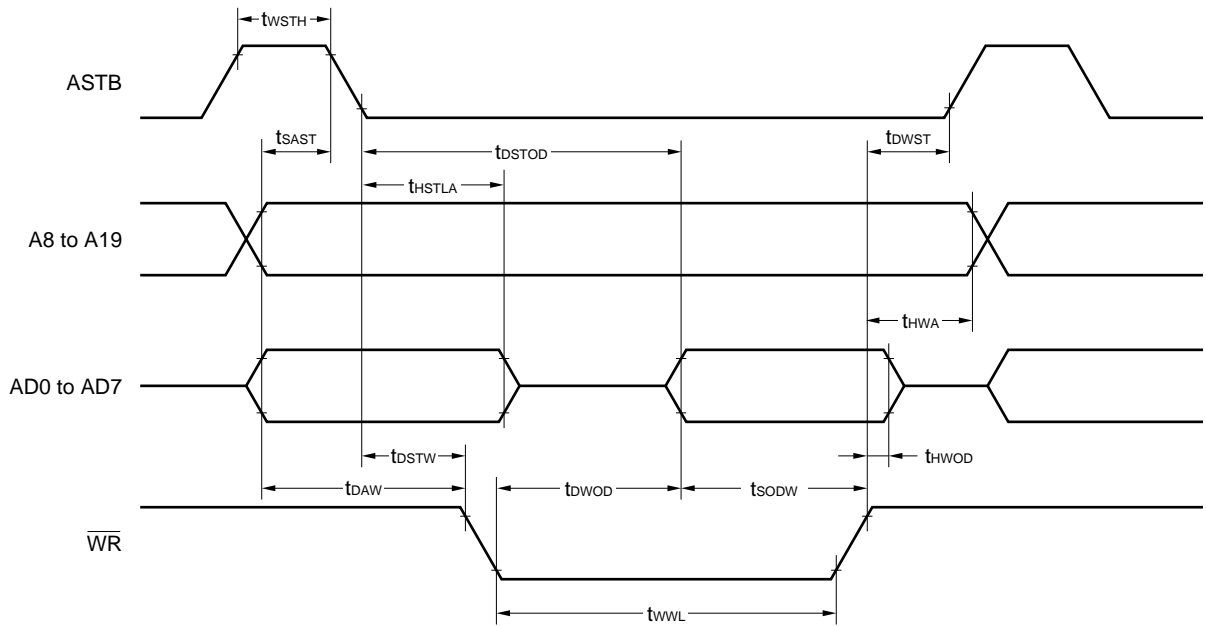 tWSTH
ASTB
tSAST
tDSTOD
tDWST
tHSTLA
A8 to A19
tHWA
AD0 to AD7
tDSTW
tHWOD
tDAW
tDWOD
tSODW
WR
tWWL